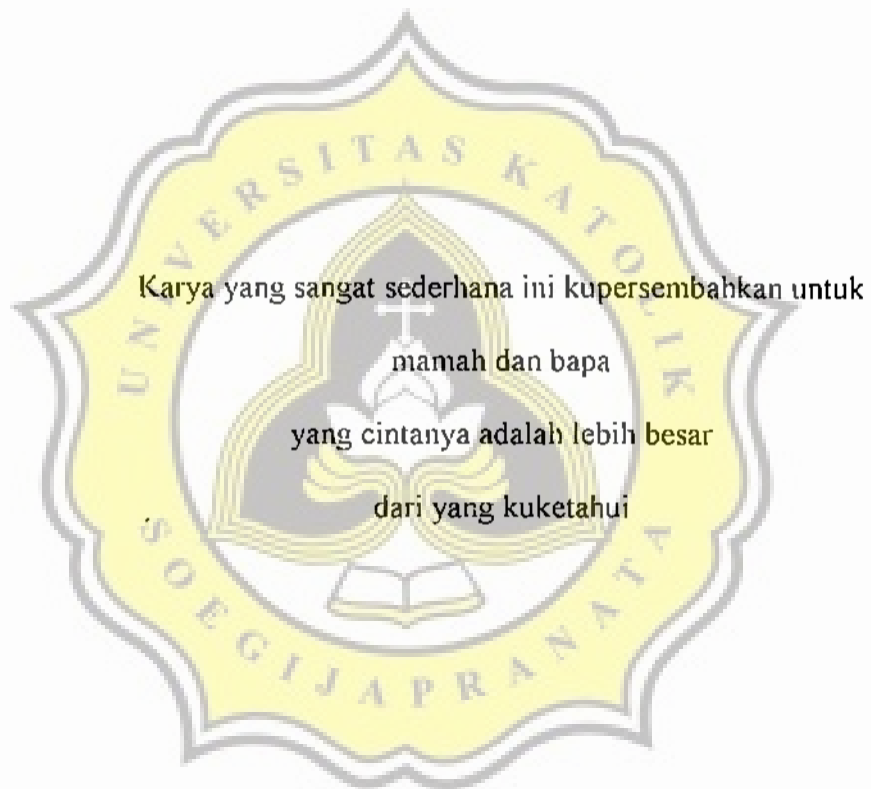 UNIVERSITAS KATOLIK
Karya yang sangat sederhana ini kupersembahkan untuk
mamah dan bapa
yang cintanya adalah lebih besar
dari yang kuketahui
SOEGIJAPRANATA